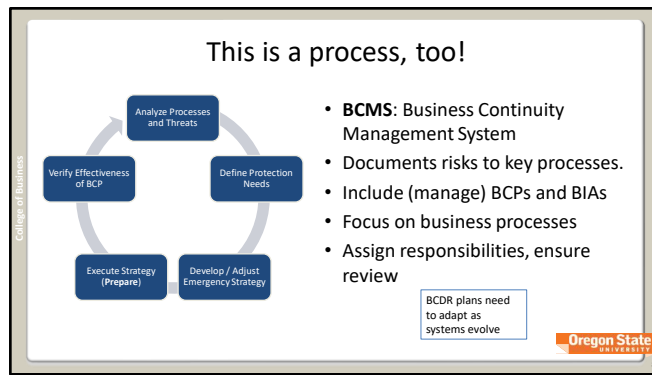 This is a process, too!
Analyze Processes
and Threats
Define Protection
Needs
Develop / Adjust
Emergency Strategy
Execute Strategy
(Prepare)
Verify Effectiveness
of BCP
• BCMS: Business Continuity
Management System
• Documents risks to key processes.
• Include (manage) BCPs and BIAs
• Focus on business processes
• Assign responsibilities, ensure
review
BCDR plans need
to adapt as
systems evolve
College of Business
Oregon State
UNIVERSITY